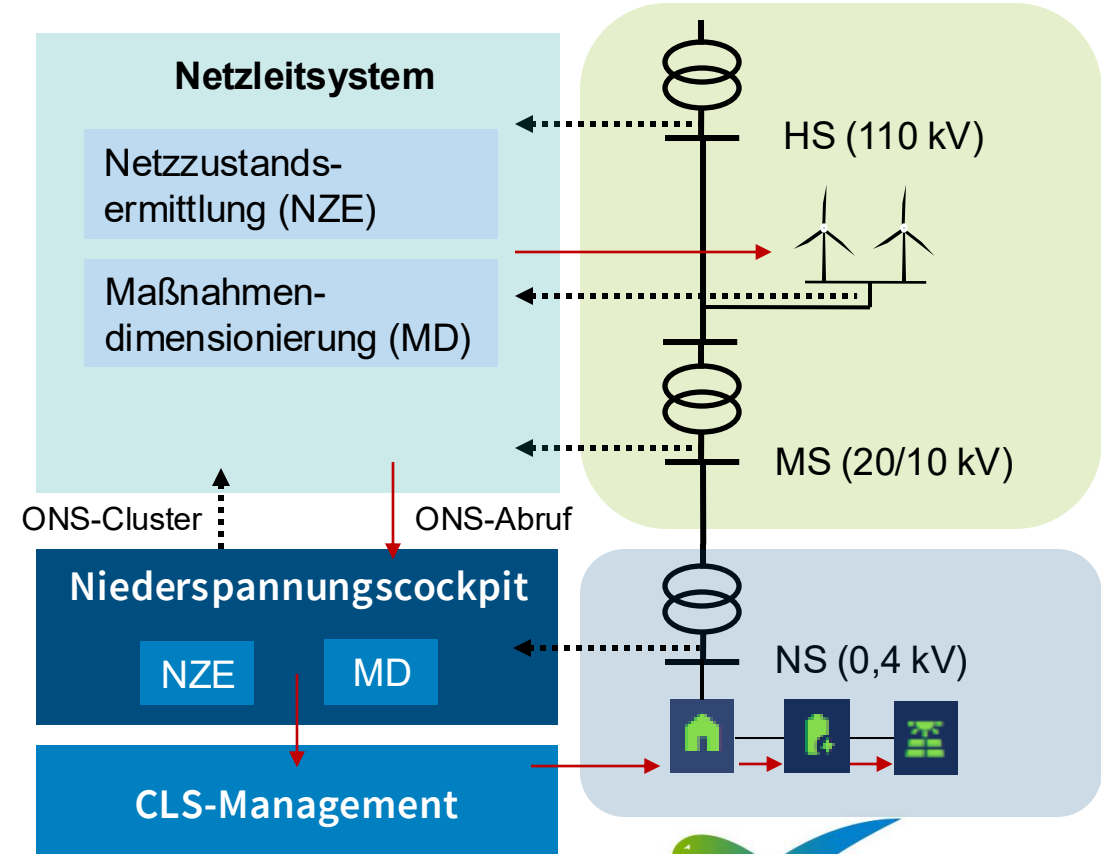 Netzleitsystem
Netzzustands-
ermittlung (NZE)
Maßnahmen-
dimensionierung (MD)
HS (110 kV)
MS (20/10 kV)
ONS-Cluster
ONS-Abruf
Niederspannungscockpit
NZE
MD
NS (0,4 kV)
CLS-Management